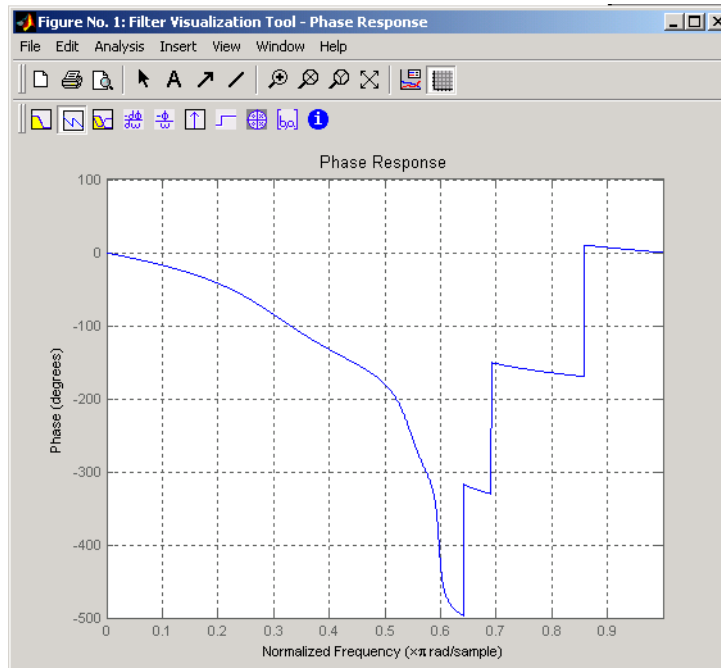 Figure No. 1: Filter Visualization Tool - Phase Response
File Edit Analysis Insert View Window Help
A
dφ
dω
-φ
ω
[b,a]
i
Phase Response
100
0
-100
-200
-300
-400
-500
Phase (degrees)
0 0.1 0.2 0.3 0.4 0.5 0.6 0.7 0.8 0.9
Normalized Frequency (×π rad/sample)